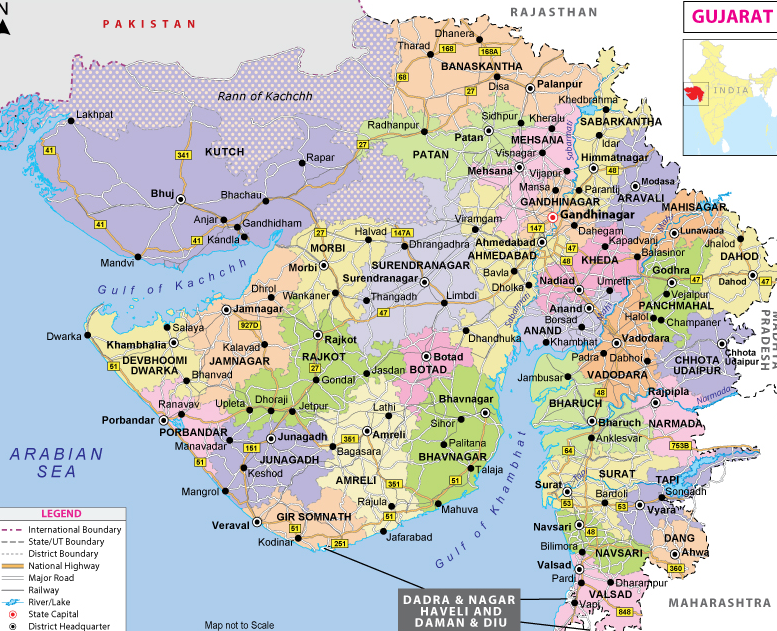 N
PAKISTAN
RAJASTHAN
GUJARAT
INDIA
Dhanera
Tharad
168
168A
BANASKANTHA
68
Disa
Palanpur
27
Khedbrahma
Rann of Kachchh
Lakhpat
Radhanpur
Sidhpur
Kheralu
SABARKANTHA
Patan
MEHSANA
Idar
Sabarmati
41
341
KUTCH
27
PATAN
Visnagar
Himmatnagar
Rapar
Mehsana
Vijapur
48
Modasa
Bhuj
Bhachau
Mansa
Parantij
ARAVALI
GANDHINAGAR
MAHISAGAR
Anjar
Gandhidham
Viramgam
Gandhinagar
Mahi
41
41
Kandla
27
Halvad
147A
147
Dahegam
Lunawada
MORBI
Dhrangadhra
Ahmedabad
47
Kapadvanj
Jhalod
Mandvi
AHMEDABAD
48
KHEDA
Balasinor
DAHOD
Gulf of Kachchh
Morbi
SURENDRANAGAR
Bavla
Godhra
Surendranagar
Nadiad
Umreth
Dahod
47
47
Dhrol
Wankaner
Thangadh
Limbdi
Dholka
PANCHMAHAL
Vejalpur
Jamnagar
47
Sabarmati
Anand
Mahi
Halol
Champaner
MADHYA PRADESH
Salaya
927D
Borsad
ANAND
Dwarka
Khambhalia
Kalavad
Rajkot
Dhandhuka
Khambhat
Vadodara
Chhota
Udaipur
DEVBHOOMI
DWARKA
JAMNAGAR
RAJKOT
Botad
Padra
Dabhoi
CHHOTA
UDAIPUR
51
27
BOTAD
Jasdan
VADODARA
Bhanvad
Gondal
Jambusar
48
Rajpipla
Narmada
Ranavav
Upleta
Dhoraji
Jetpur
Lathi
Bhavnagar
BHARUCH
Porbandar
Sihor
Bharuch
NARMADA
PORBANDAR
Junagadh
351
Amreli
Anklesvar
ARABIAN
SEA
Manavadar
151
Bagasara
Palitana
64
753B
51
JUNAGADH
BHAVNAGAR
Keshod
Talaja
Gulf of Khambhat
SURAT
TAPI
AMRELI
351
51
Tapi
Mangrol
Surat
Bardoli
Songadh
Rajula
Mahuva
53
53
Vyara
LEGEND
GIR SOMNATH
51
Veraval
51
Jafarabad
Navsari
48
DANG
International Boundary
Kodinar
251
Bilimora
NAVSARI
Ahwa
State/UT Boundary
District Boundary
Valsad
360
National Highway
Pardi
Dharampur
Major Road
VALSAD
Railway
DADRA & NAGAR
HAVELI AND
DAMAN & DIU
Vapi
848
MAHARASHTRA
River/Lake
State Capital
District Headquarter
Map not to Scale